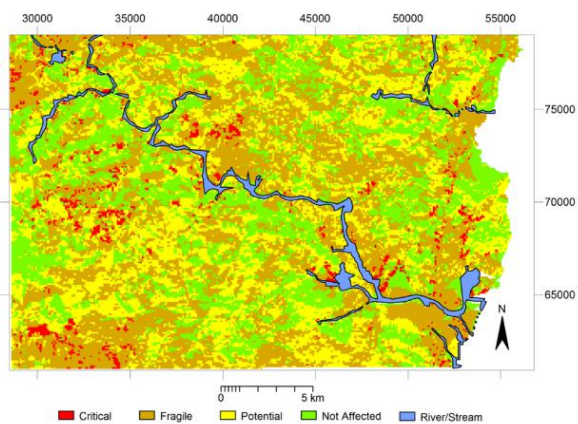 30000 35000 40000 45000 50000 55000
75000
70000
65000
N
0 5 km
Critical Fragile Potential Not Affected River/Stream